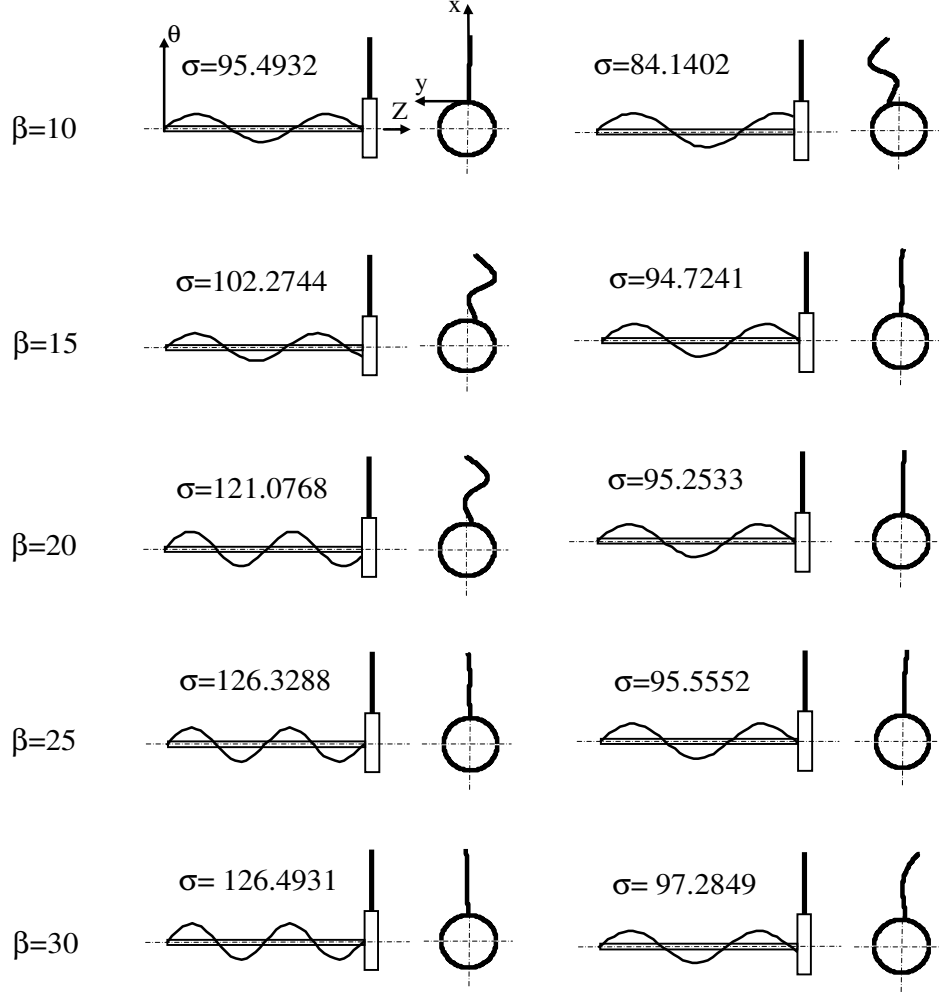 x
θ
σ=95.4932
σ=84.1402
y
Z
β=10
σ=102.2744
σ=94.7241
β=15
σ=121.0768
σ=95.2533
β=20
σ=126.3288
σ=95.5552
β=25
σ= 126.4931
σ= 97.2849
β=30